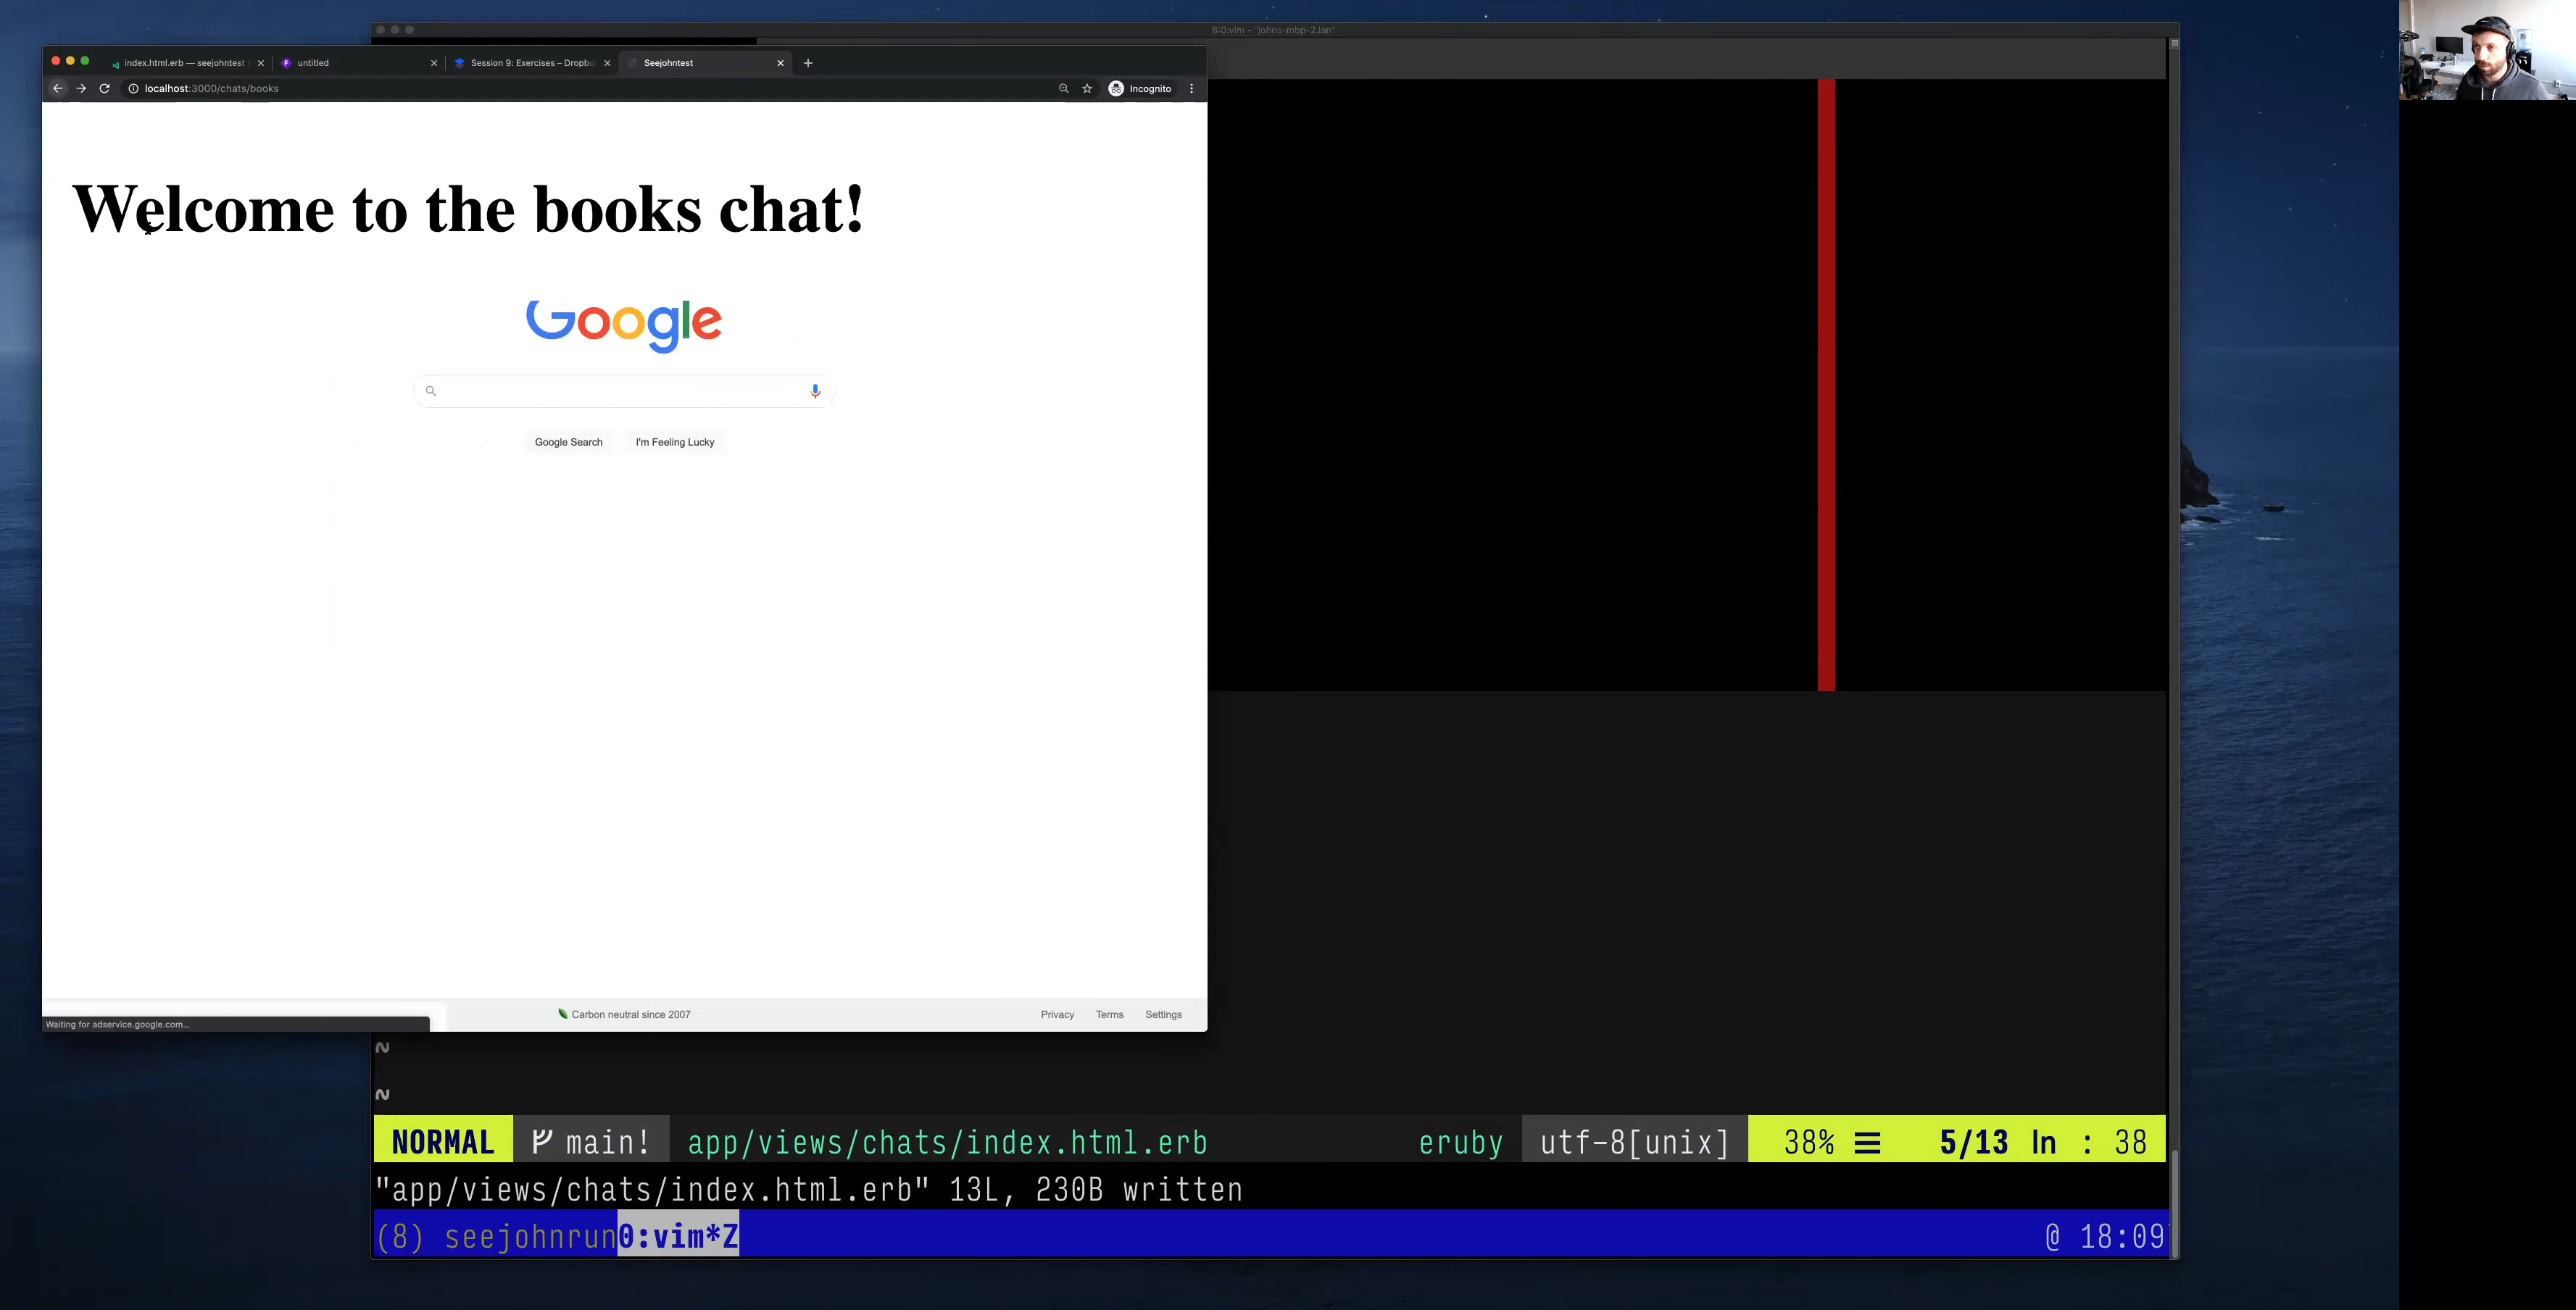 8:0:vim - "johns-mbp-2.lan"
index.html.erb — seejohntest
untitled
Session 9: Exercises – Dropbo
Seejohntest
localhost:3000/chats/books
Incognito
Welcome to the books chat!
Google
Google Search
I'm Feeling Lucky
Carbon neutral since 2007
Privacy
Terms
Settings
Waiting for adservice.google.com...
~
~
NORMAL main! app/views/chats/index.html.erb eruby utf-8[unix] 38% ☰ 5/13 ln : 38
"app/views/chats/index.html.erb" 13L, 230B written
(8) seejohnrun0:vim*Z @ 18:09